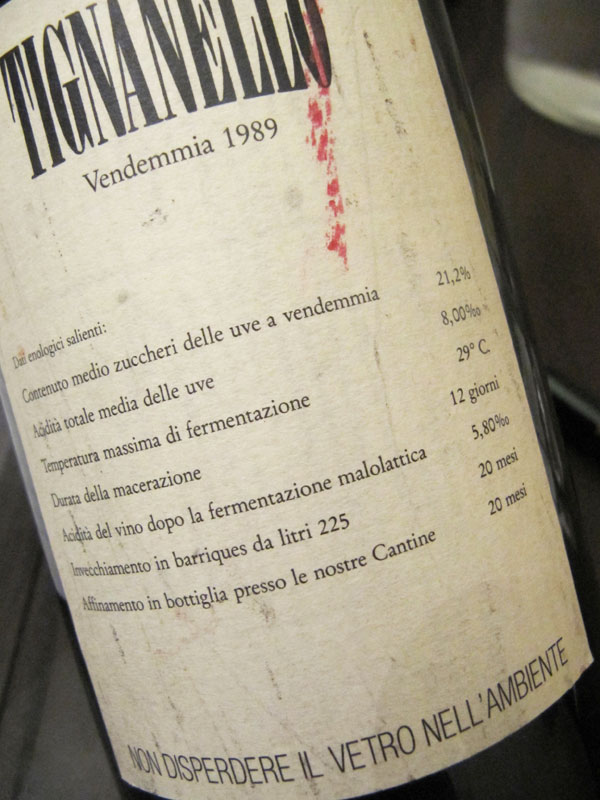 TIGNANELLO
Vendemmia 1989
Dati enologici salienti:
Contenuto medio zuccheri delle uve a vendemmia 21,2%
Acidità totale media delle uve 8,00‰
Temperatura massima di fermentazione 29° C.
Durata della macerazione 12 giorni
Acidità del vino dopo la fermentazione malolattica 5,80‰
Invecchiamento in barriques da litri 225 20 mesi
Affinamento in bottiglia presso le nostre Cantine 20 mesi
NON DISPERDERE IL VETRO NELL'AMBIENTE